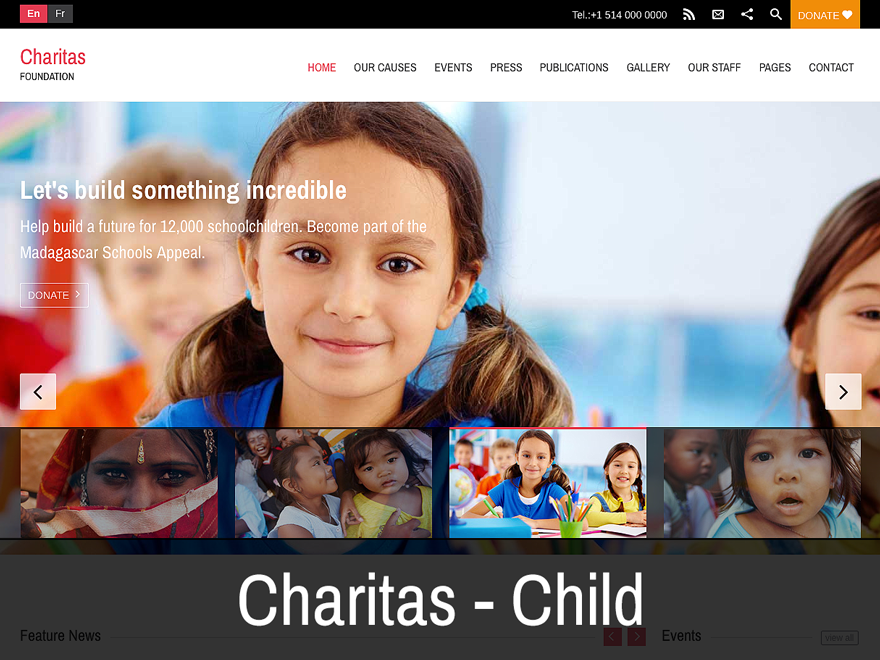 En Fr
Tel.:+1 514 000 0000
DONATE
Charitas
FOUNDATION
HOME OUR CAUSES EVENTS PRESS PUBLICATIONS GALLERY OUR STAFF PAGES CONTACT
Let's build something incredible
Help build a future for 12,000 schoolchildren. Become part of the
Madagascar Schools Appeal.
DONATE
Charitas - Child
Feature News
Events
view all